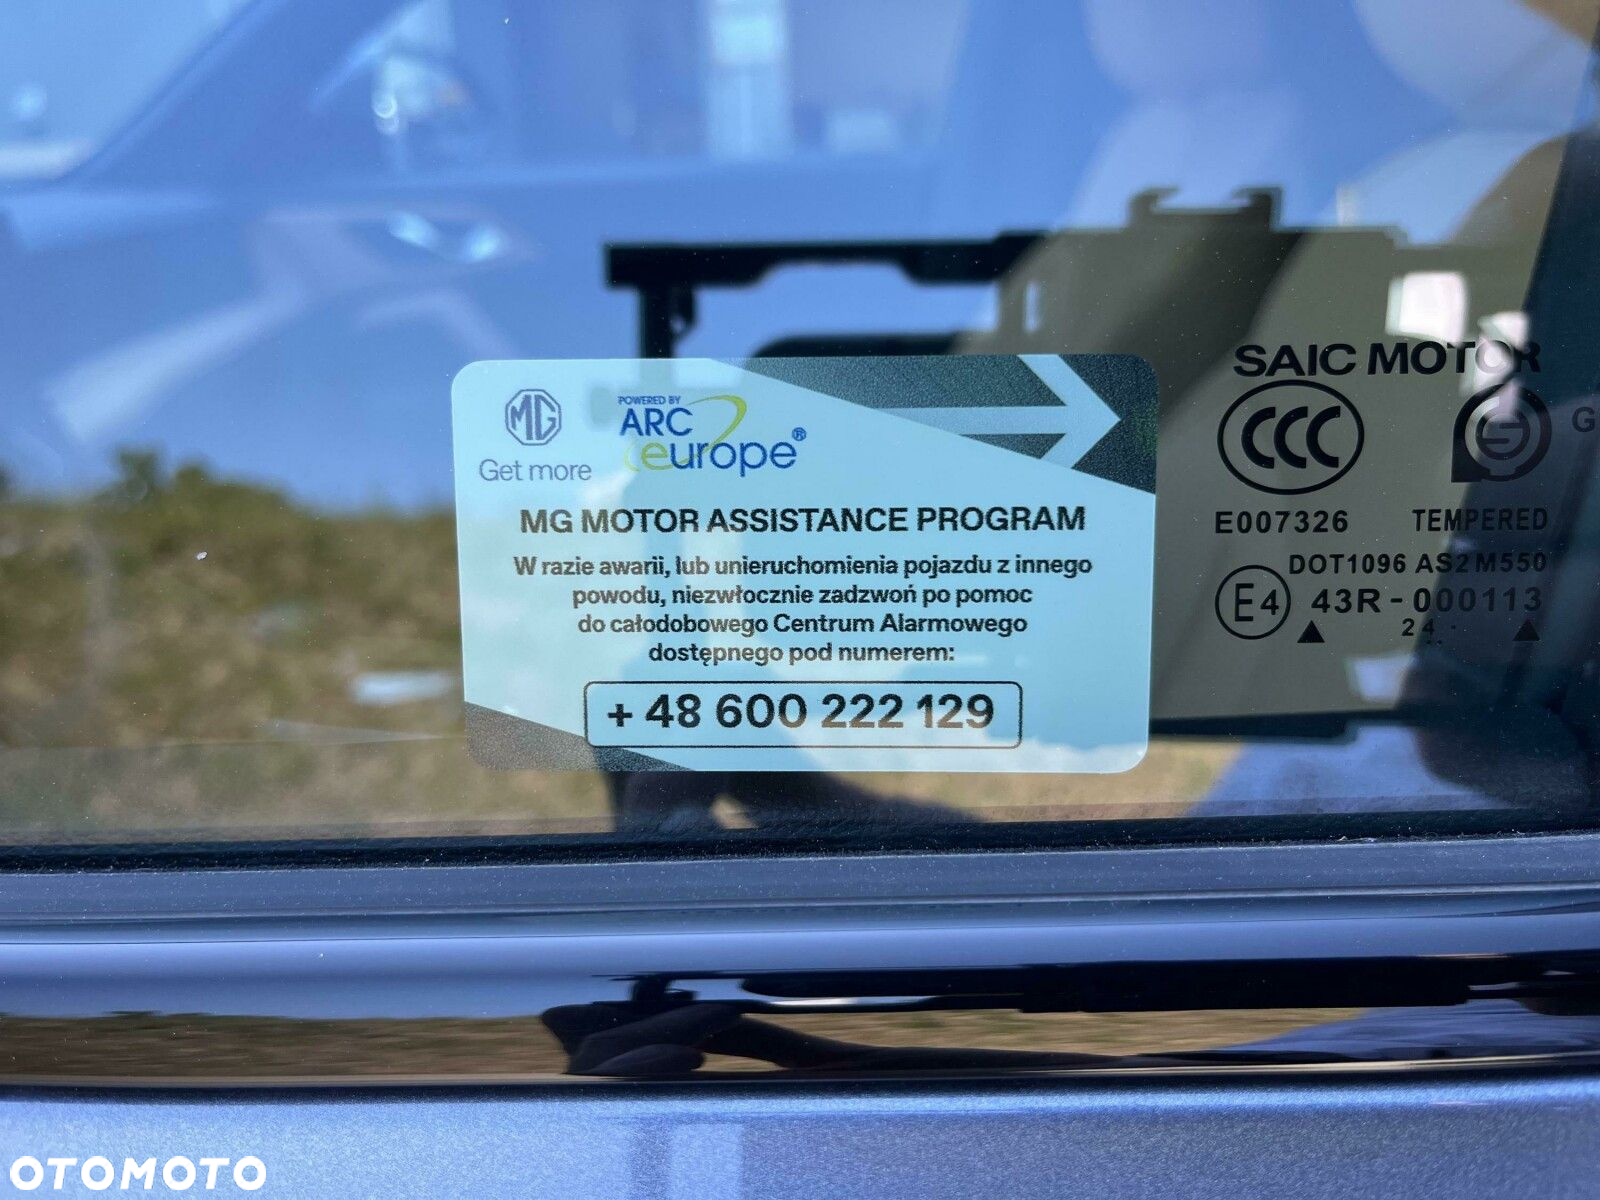 MG
Get more
POWERED BY
ARC
europe®
MG MOTOR ASSISTANCE PROGRAM
W razie awarii, lub unieruchomienia pojazdu z innego
powodu, niezwłocznie zadzwoń po pomoc
do całodobowego Centrum Alarmowego
dostępnego pod numerem:
+ 48 600 222 129
SAIC MOTOR
CCC
S
G
E007326 TEMPERED
DOT1096 AS2 M550
E4 43R-000113
24
OTOMOTO